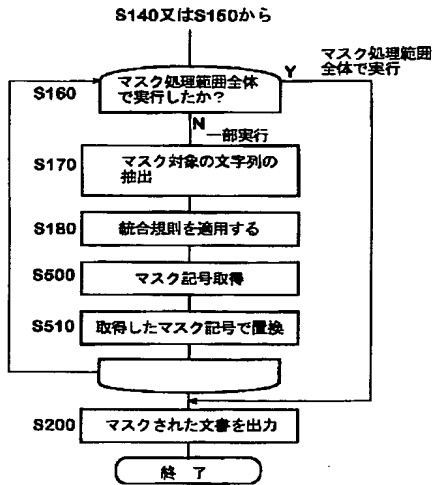 S140又はS150から
マスク処理範囲全体
で実行したか?
Y
マスク処理範囲
全体で実行
S160
N
一部実行
S170
マスク対象の文字列の
抽出
S180
統合規則を適用する
S500
マスク記号取得
S510
取得したマスク記号で置換
S200
マスクされた文書を出力
終 了